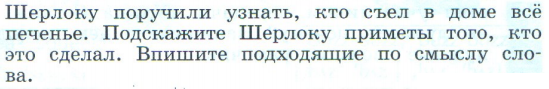 Шерлоку поручили узнать, кто съел в доме всё
печенье. Подскажите Шерлоку приметы того, кто
это сделал. Впишите подходящие по смыслу сло-
ва.